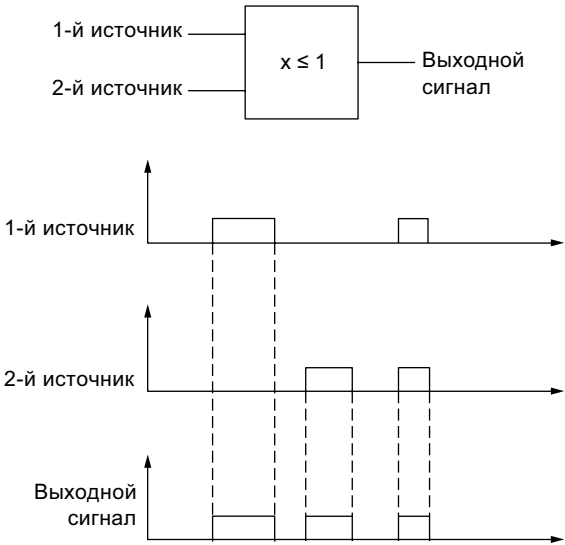 1-й источник
2-й источник
x ≤ 1
Выходной
сигнал
1-й источник
2-й источник
Выходной
сигнал